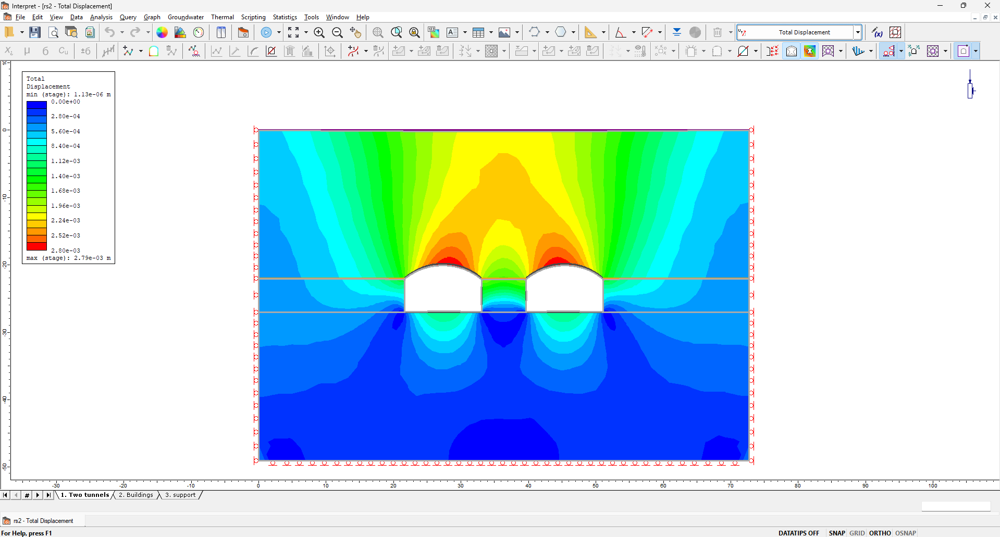 Interpret - [rs2 - Total Displacement]
File Edit View Data Analysis Query Graph Groundwater Thermal Scripting Statistics Tools Window Help
Total Displacement
Total
Displacement
min (stage): 1.13e-06 m
0.00e+00
2.80e-04
5.60e-04
8.40e-04
1.12e-03
1.40e-03
1.68e-03
1.96e-03
2.24e-03
2.52e-03
2.80e-03
max (stage): 2.79e-03 m
10
0
-10
-20
-30
-40
-50
-30 -20 -10 0 10 20 30 40 50 60 70 80 90 100
# 1. Two tunnels 2. Buildings 3. support
rs2 - Total Displacement
For Help, press F1 DATATIPS OFF SNAP GRID ORTHO OSNAP